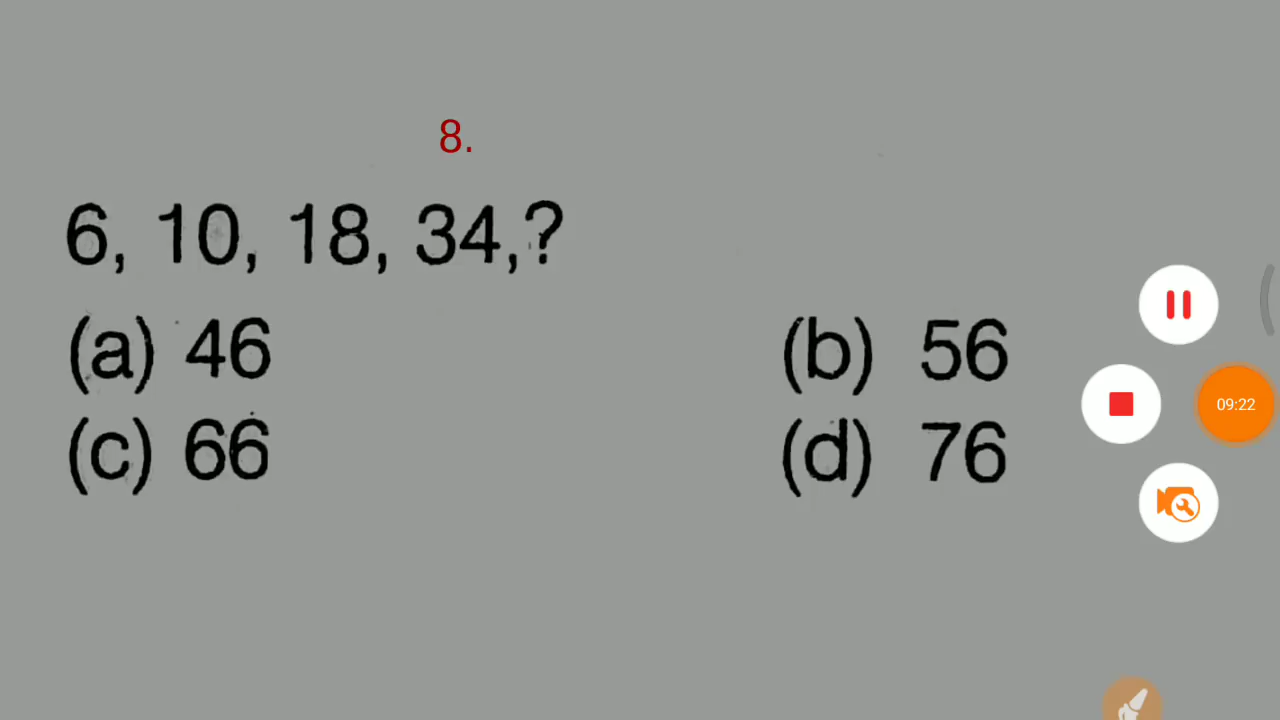 8.
6, 10, 18, 34,?
(a) 46 (b) 56
(c) 66 (d) 76
09:22